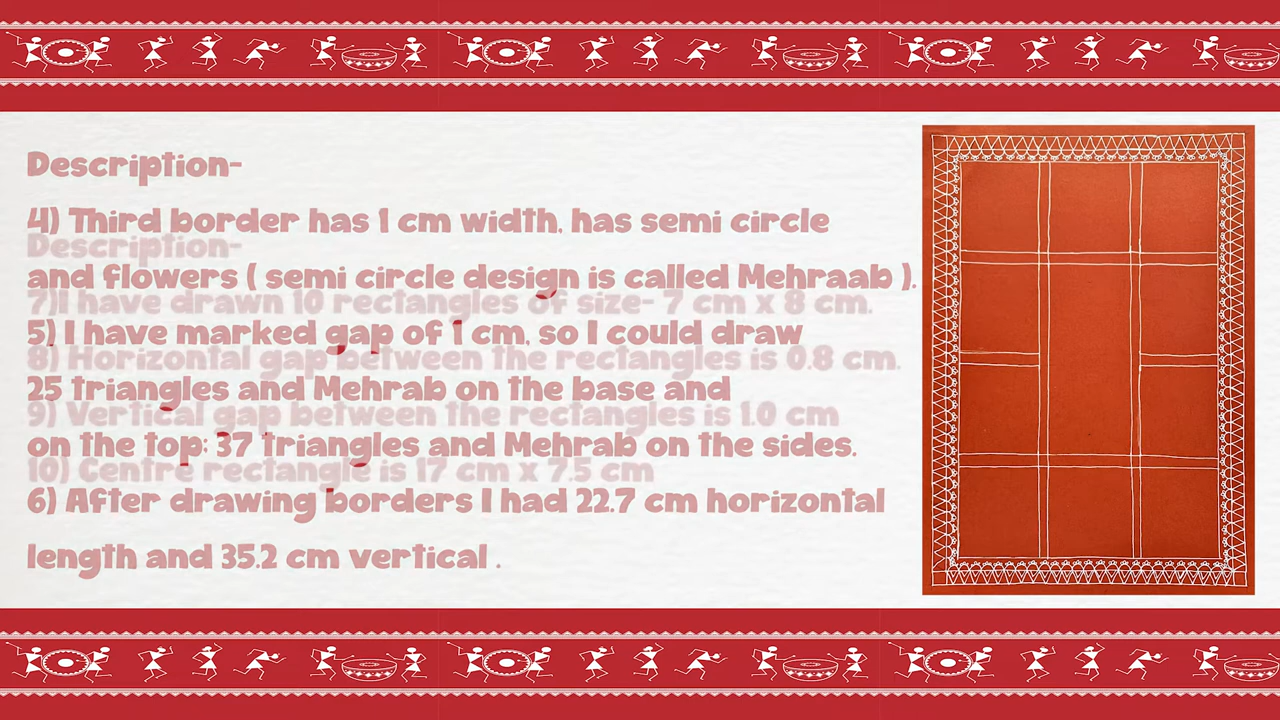 Description-
4) Third border has 1 cm width, has semi circle
and flowers ( semi circle design is called Mehraab ).
5) I have marked gap of 1 cm, so I could draw
25 triangles and Mehrab on the base and
on the top; 37 triangles and Mehrab on the sides.
6) After drawing borders I had 22.7 cm horizontal
length and 35.2 cm vertical .
Description-
7)I have drawn 10 rectangles of size- 7 cm x 8 cm.
8) Horizontal gap between the rectangles is 0.8 cm.
9) Vertical gap between the rectangles is 1.0 cm
10) Centre rectangle is 17 cm x 7.5 cm